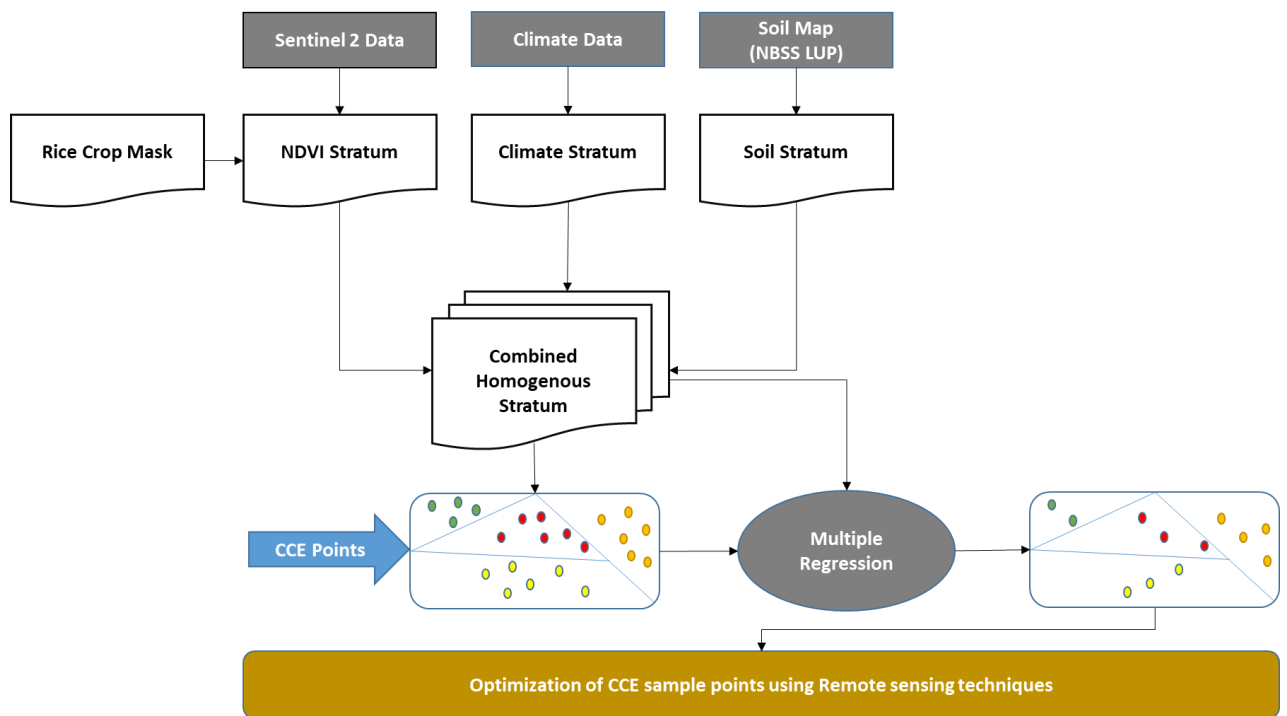 Sentinel 2 Data
Climate Data
Soil Map
(NBSS LUP)
Rice Crop Mask
NDVI Stratum
Climate Stratum
Soil Stratum
Combined
Homogenous
Stratum
CCE Points
Multiple
Regression
Optimization of CCE sample points using Remote sensing techniques